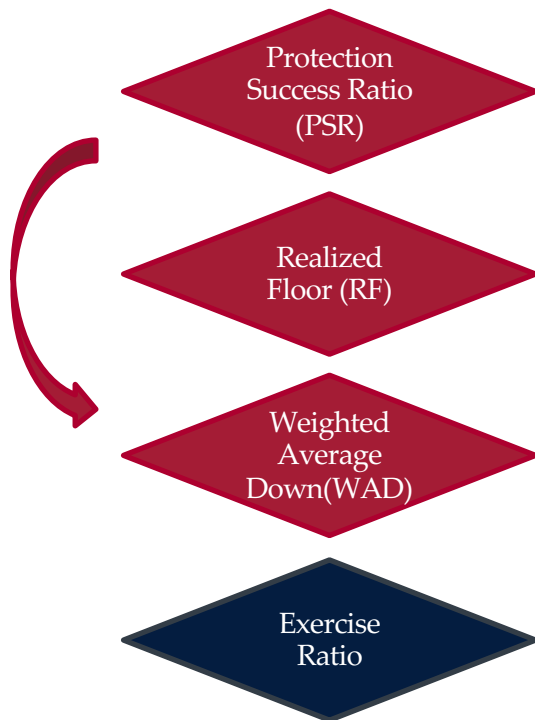 Protection
Success Ratio
(PSR)
Realized
Floor (RF)
Weighted
Average
Down(WAD)
Exercise
Ratio